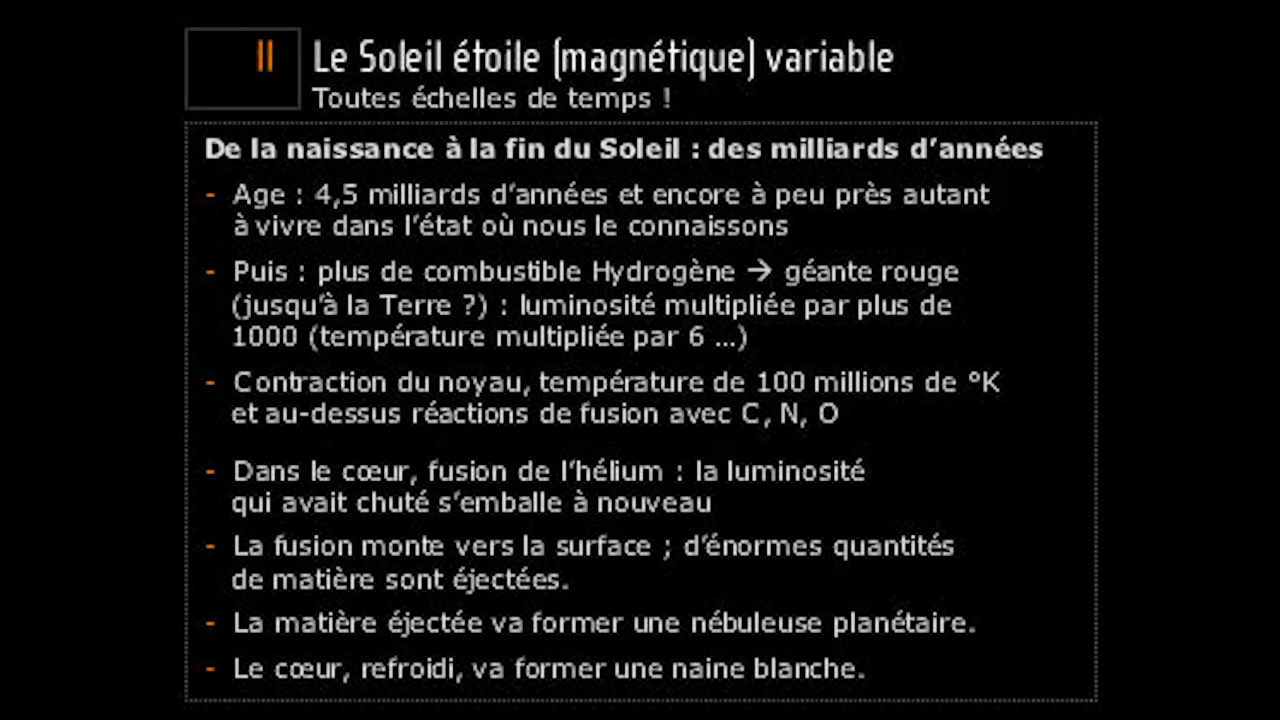 II
Le Soleil étoile (magnétique) variable
Toutes échelles de temps !
De la naissance à la fin du Soleil : des milliards d'années
- Age : 4,5 milliards d'années et encore à peu près autant
à vivre dans l'état où nous le connaissons
- Puis : plus de combustible Hydrogène → géante rouge
(jusqu'à la Terre ?) : luminosité multipliée par plus de
1000 (température multipliée par 6 ...)
- Contraction du noyau, température de 100 millions de °K
et au-dessus réactions de fusion avec C, N, O
- Dans le cœur, fusion de l'hélium : la luminosité
qui avait chuté s'emballe à nouveau
- La fusion monte vers la surface ; d'énormes quantités
de matière sont éjectées.
- La matière éjectée va former une nébuleuse planétaire.
- Le cœur, refroidi, va former une naine blanche.